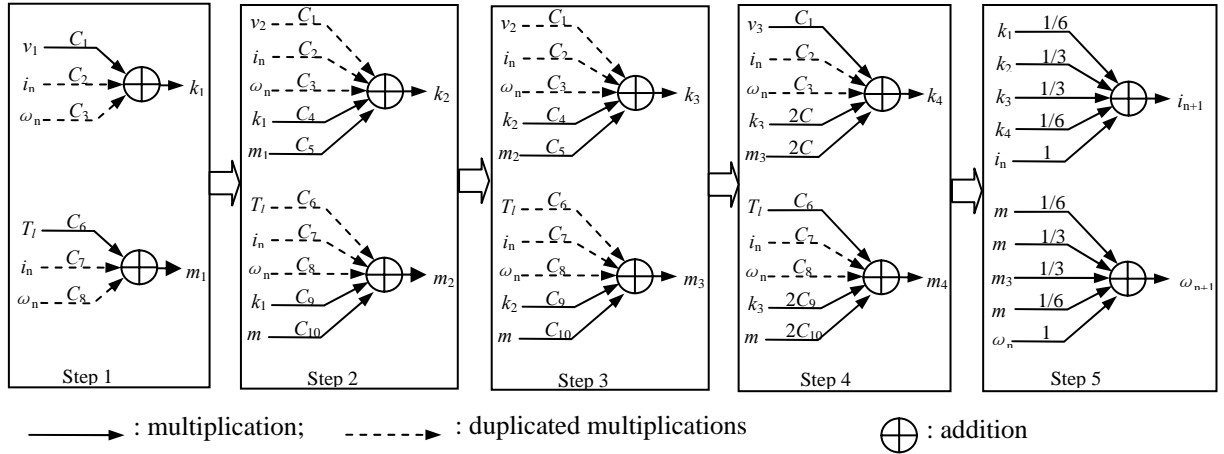 v₁ C₁
iₙ C₂
ωₙ C₃
k₁
T_l C₆
iₙ C₇
ωₙ C₈
m₁
Step 1
v₂ C₁
iₙ C₂
ωₙ C₃
k₁ C₄
m₁ C₅
k₂
T_l C₆
iₙ C₇
ωₙ C₈
k₁ C₉
m C₁₀
m₂
Step 2
v₂ C₁
iₙ C₂
ωₙ C₃
k₂ C₄
m₂ C₅
k₃
T_l C₆
iₙ C₇
ωₙ C₈
k₂ C₉
m C₁₀
m₃
Step 3
v₃ C₁
iₙ C₂
ωₙ C₃
k₃ 2C
m₃ 2C
k₄
T_l C₆
iₙ C₇
ωₙ C₈
k₃ 2C₉
m 2C₁₀
m₄
Step 4
k₁ 1/6
k₂ 1/3
k₃ 1/3
k₄ 1/6
iₙ 1
iₙ₊₁
m 1/6
m 1/3
m₃ 1/3
m 1/6
ωₙ 1
ωₙ₊₁
Step 5
: multiplication;
: duplicated multiplications
: addition